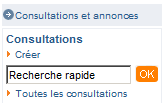 Consultations et annonces
Consultations
Créer
Recherche rapide OK
Toutes les consultations